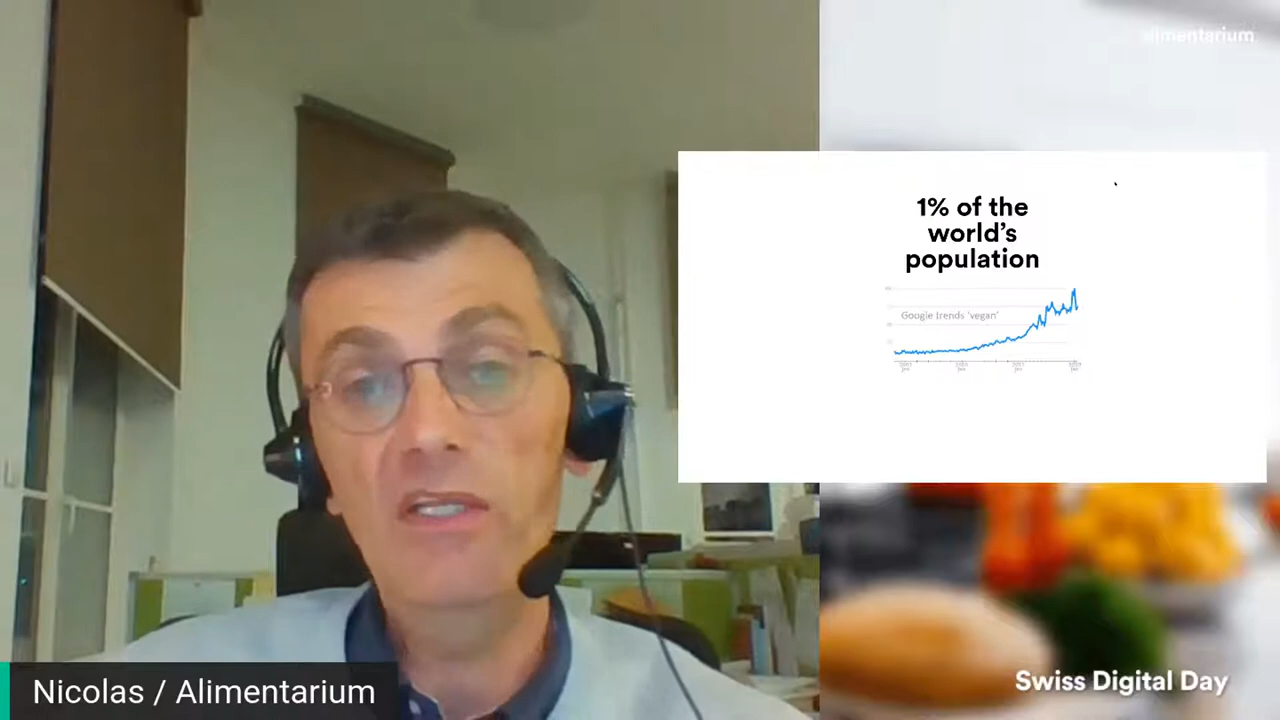 alimentarium
1% of the
world's
population
Google trends 'vegan'
Swiss Digital Day
Nicolas / Alimentarium